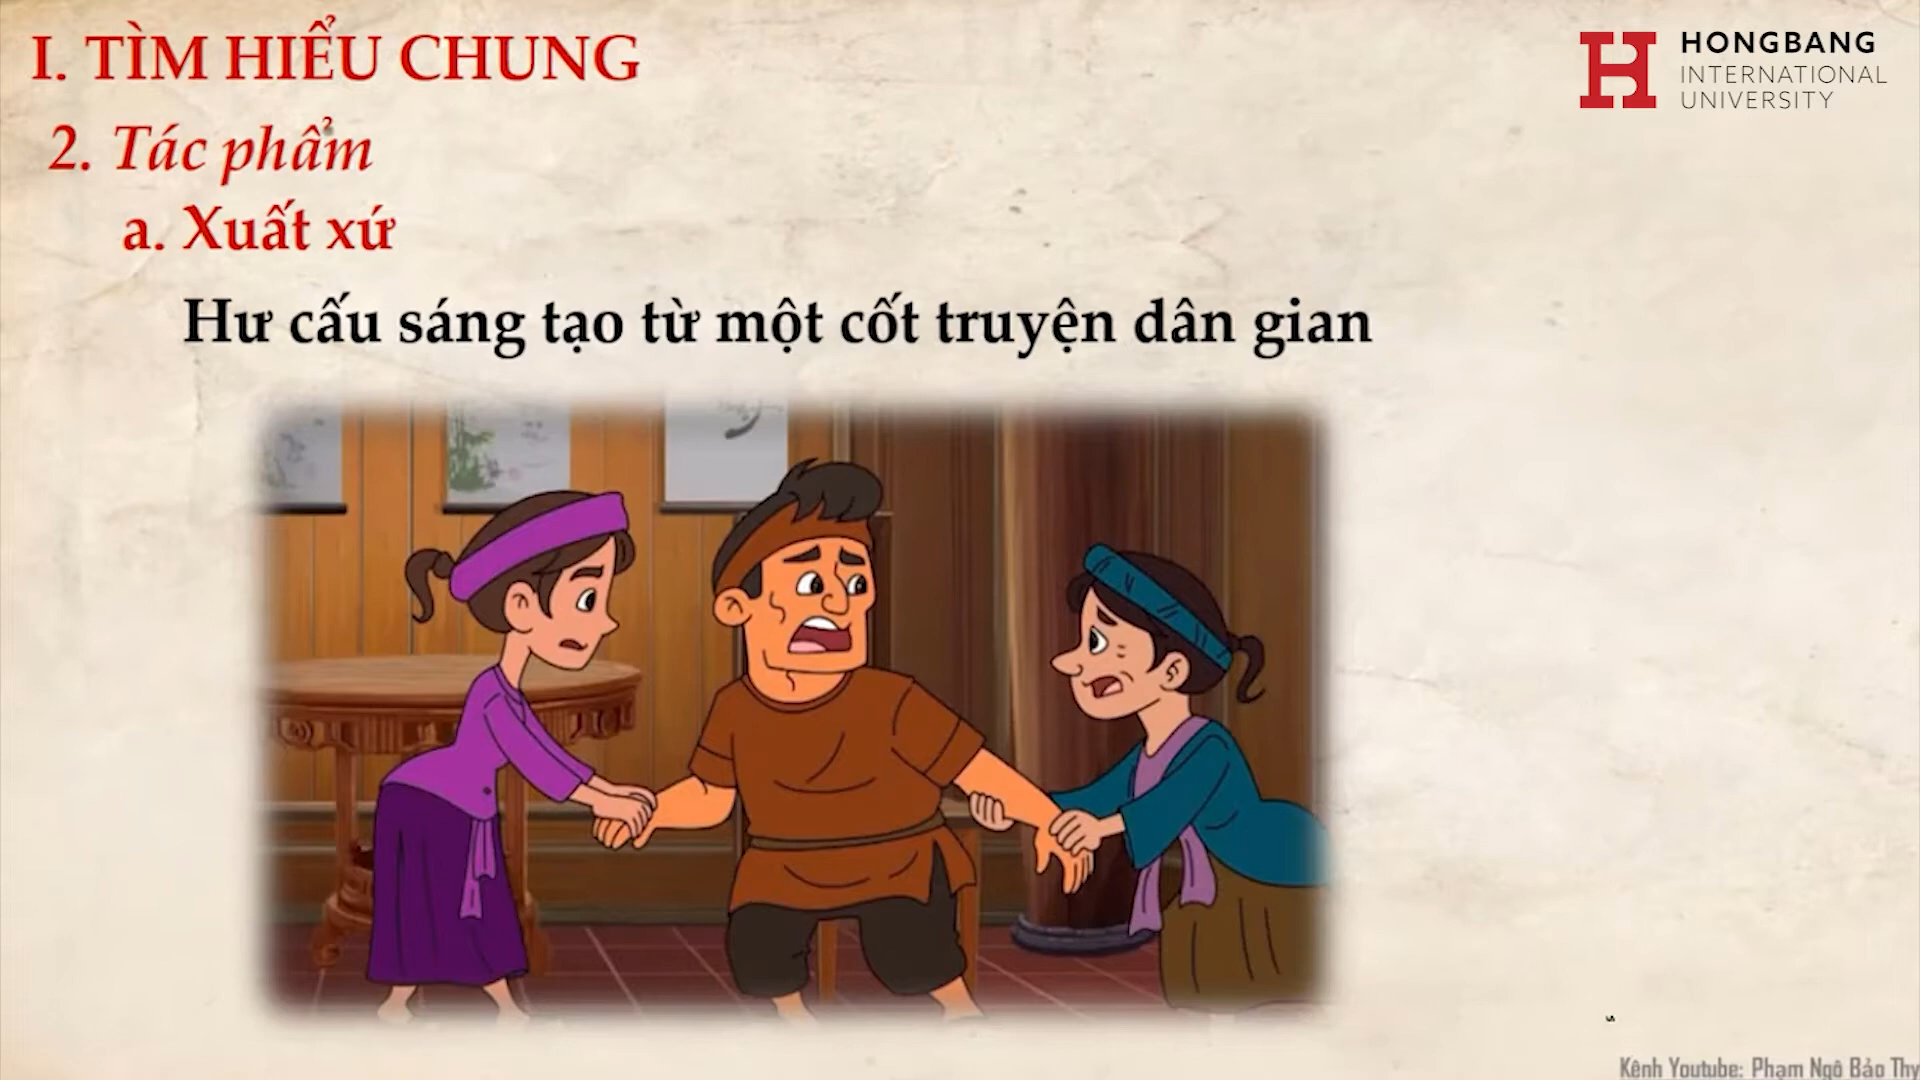 I. TÌM HIỂU CHUNG
HONGBANG
INTERNATIONAL
UNIVERSITY
2. Tác phẩm
a. Xuất xứ
Hư cấu sáng tạo từ một cốt truyện dân gian
Kênh Youtube: Phạm Ngô Bảo Thy